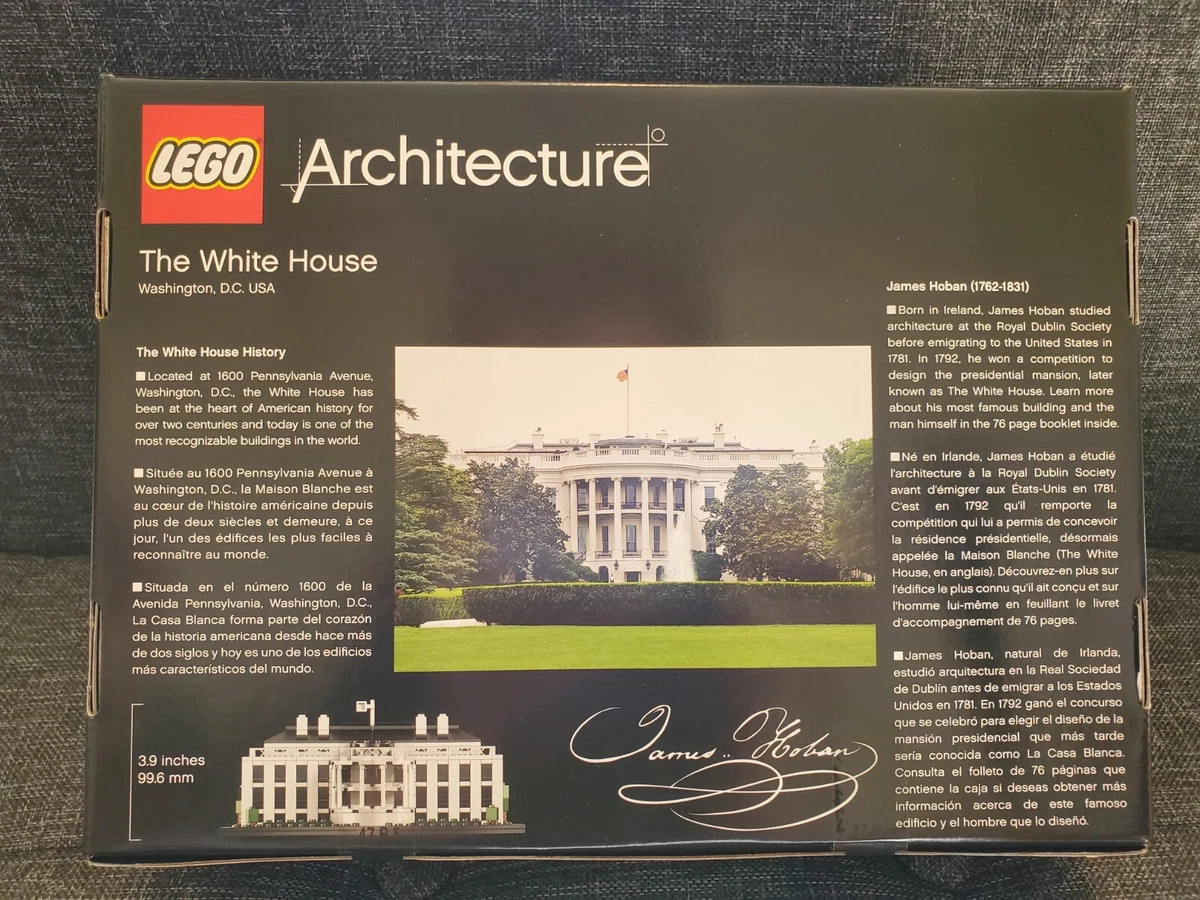 LEGO
Architecture
The White House
Washington, D.C. USA
The White House History
Located at 1600 Pennsylvania Avenue,
Washington, D.C., the White House has
been at the heart of American history for
over two centuries and today is one of the
most recognizable buildings in the world.
Située au 1600 Pennsylvania Avenue à
Washington, D.C., la Maison Blanche est
au cœur de l'histoire américaine depuis
plus de deux siècles et demeure, à ce
jour, l'un des édifices les plus faciles à
reconnaître au monde.
Situada en el número 1600 de la
Avenida Pennsylvania, Washington, D.C.,
La Casa Blanca forma parte del corazón
de la historia americana desde hace más
de dos siglos y hoy es uno de los edificios
más característicos del mundo.
3.9 inches
99.6 mm
James Hoban
James Hoban (1762-1831)
Born in Ireland, James Hoban studied
architecture at the Royal Dublin Society
before emigrating to the United States in
1781. In 1792, he won a competition to
design the presidential mansion, later
known as The White House. Learn more
about his most famous building and the
man himself in the 76 page booklet inside.
Né en Irlande, James Hoban a étudié
l'architecture à la Royal Dublin Society
avant d'émigrer aux États-Unis en 1781.
C'est en 1792 qu'il remporte la
compétition qui lui a permis de concevoir
la résidence présidentielle, désormais
appelée la Maison Blanche (The White
House, en anglais). Découvrez-en plus sur
l'édifice le plus connu qu'il ait conçu et sur
l'homme lui-même en feuillant le livret
d'accompagnement de 76 pages.
James Hoban, natural de Irlanda,
estudió arquitectura en la Real Sociedad
de Dublín antes de emigrar a los Estados
Unidos en 1781. En 1792 ganó el concurso
que se celebró para elegir el diseño de la
mansión presidencial que más tarde
sería conocida como La Casa Blanca.
Consulta el folleto de 76 páginas que
contiene la caja si deseas obtener más
información acerca de este famoso
edificio y el hombre que lo diseñó.